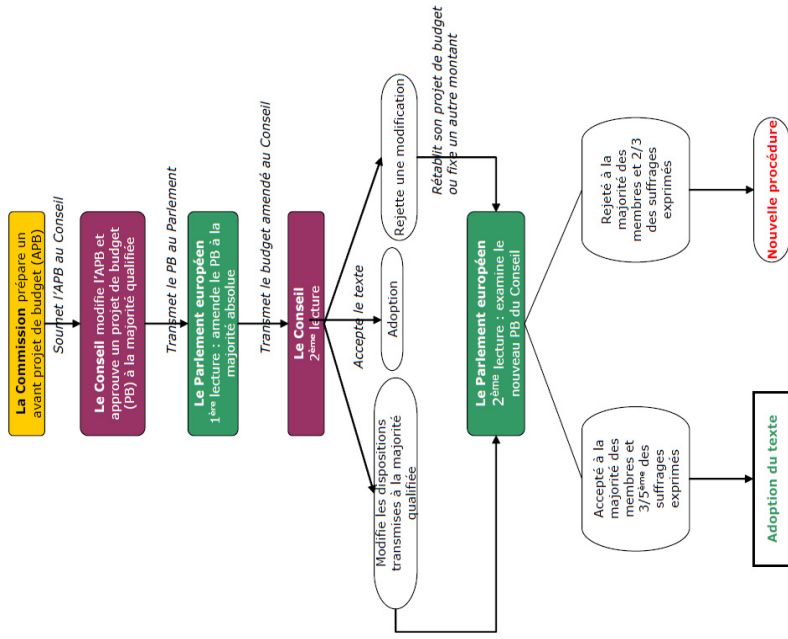 La Commission prépare un
avant projet de budget (APB)
Soumet l'APB au Conseil
Le Conseil modifie l'APB et
approuve un projet de budget
(PB) à la majorité qualifiée
Transmet le PB au Parlement
Le Parlement européen
1ère lecture : amende le PB à la
majorité absolue
Transmet le budget amendé au Conseil
Le Conseil
2ème lecture
Accepte le texte
Modifie les dispositions
transmises à la majorité
qualifiée
Adoption
Rejette une modification
Rétablit son projet de budget
ou fixe un autre montant
Le Parlement européen
2ème lecture : examine le
nouveau PB du Conseil
Accepté à la
majorité des
membres et
3/5ème des
suffrages
exprimés
Rejeté à la
majorité des
membres et 2/3
des suffrages
exprimés
Adoption du texte
Nouvelle procédure